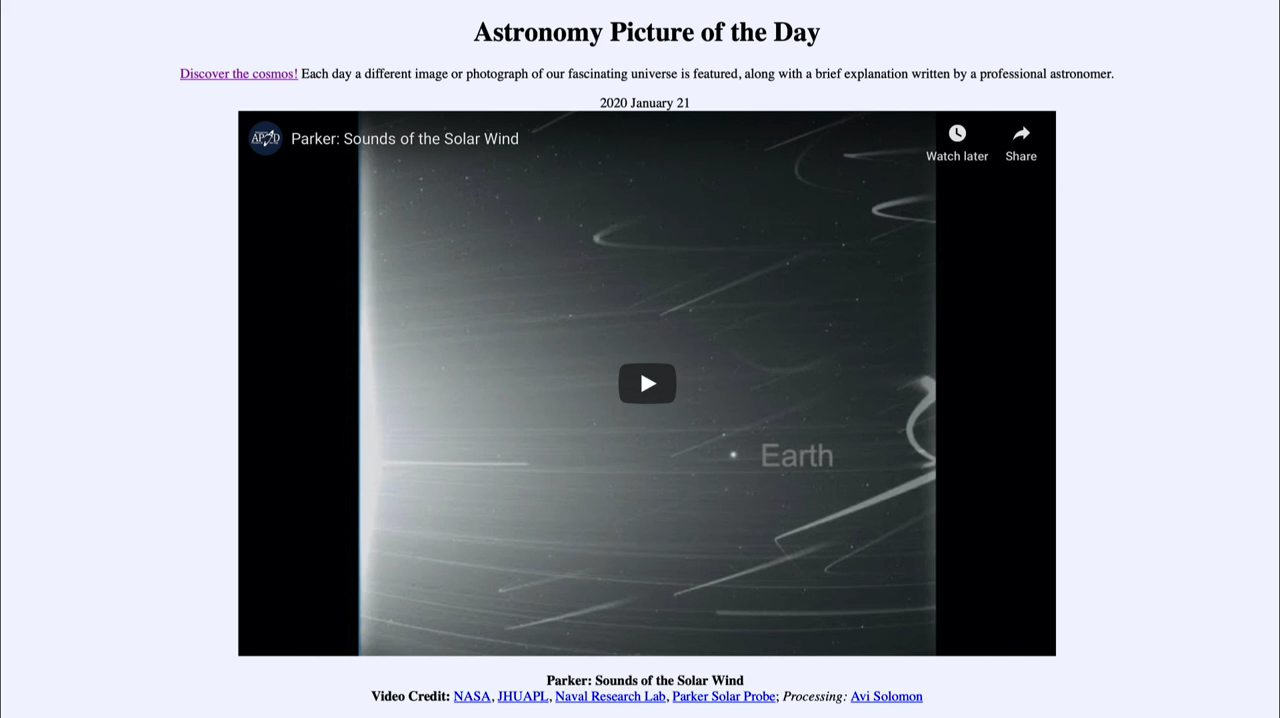 Astronomy Picture of the Day
Discover the cosmos! Each day a different image or photograph of our fascinating universe is featured, along with a brief explanation written by a professional astronomer.
2020 January 21
APOD
Parker: Sounds of the Solar Wind
Watch later
Share
Earth
Parker: Sounds of the Solar Wind
Video Credit: NASA, JHUAPL, Naval Research Lab, Parker Solar Probe; Processing: Avi Solomon